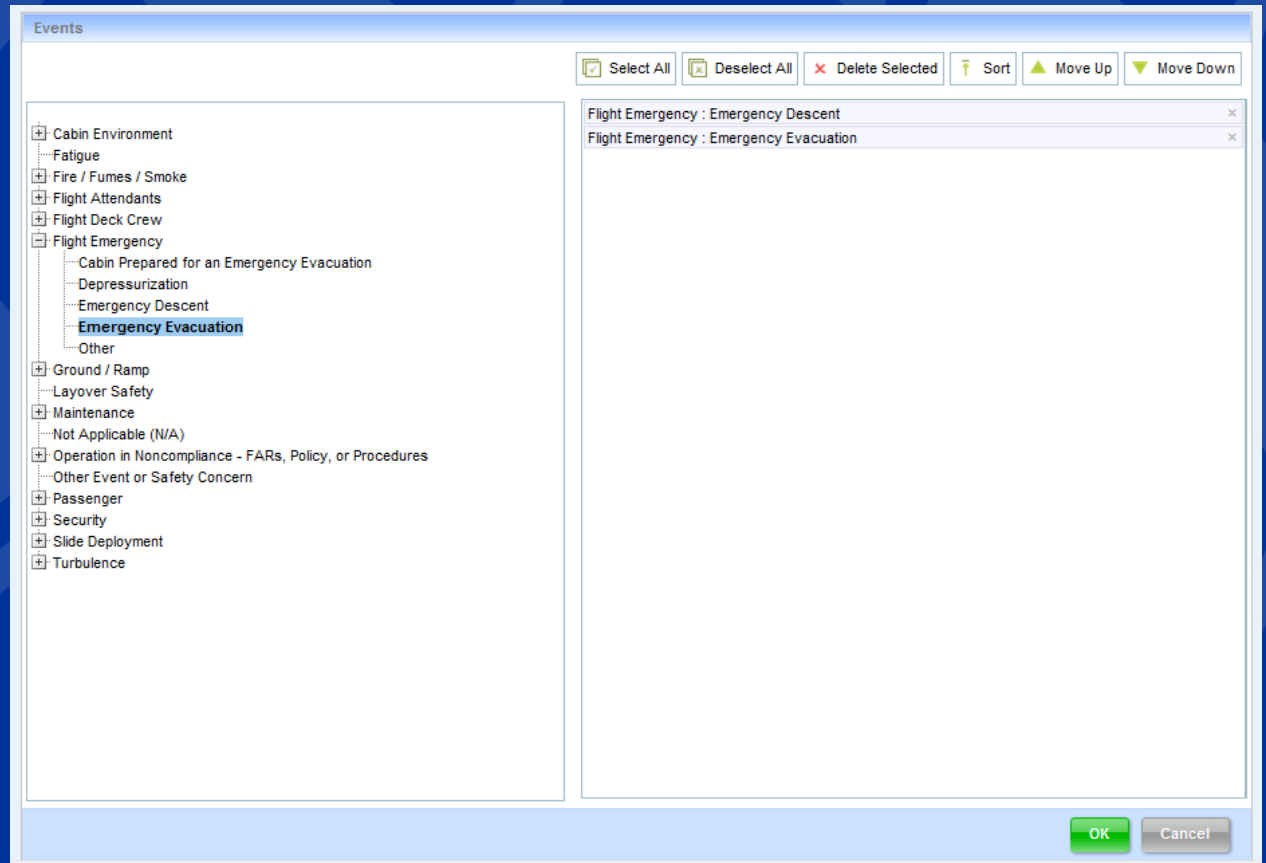 Events
Select All Deselect All Delete Selected Sort Move Up Move Down
Cabin Environment
Fatigue
Fire / Fumes / Smoke
Flight Attendants
Flight Deck Crew
Flight Emergency
Cabin Prepared for an Emergency Evacuation
Depressurization
Emergency Descent
Emergency Evacuation
Other
Ground / Ramp
Layover Safety
Maintenance
Not Applicable (N/A)
Operation in Noncompliance - FARs, Policy, or Procedures
Other Event or Safety Concern
Passenger
Security
Slide Deployment
Turbulence
Flight Emergency : Emergency Descent
Flight Emergency : Emergency Evacuation
OK Cancel